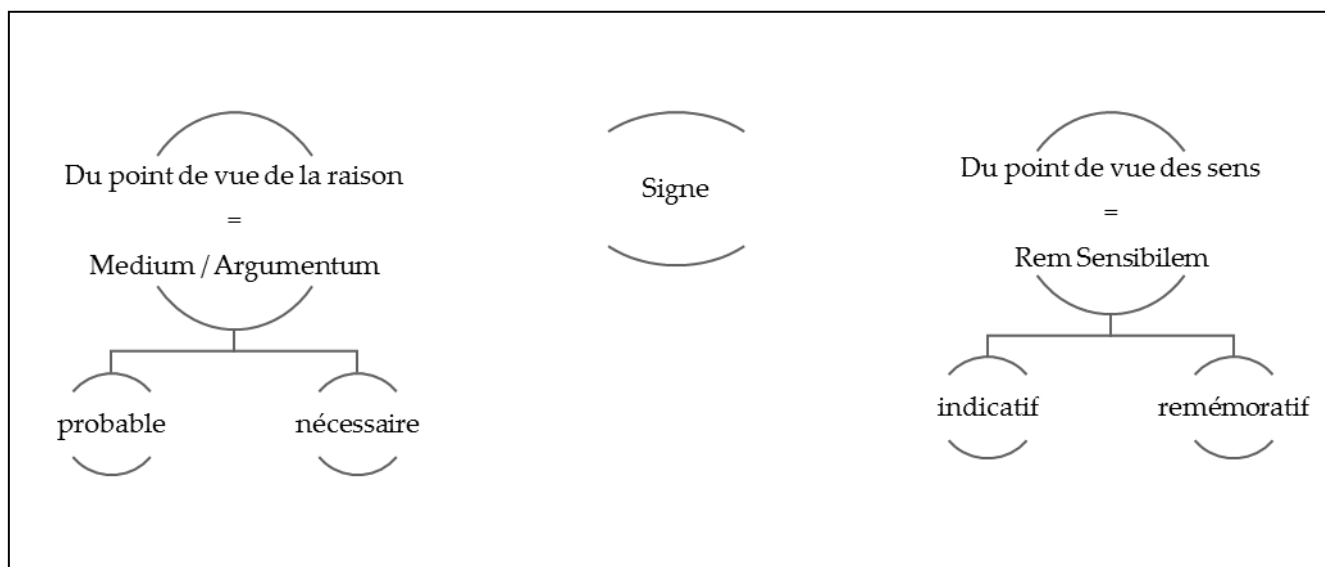 Du point de vue de la raison
=
Medium / Argumentum
probable
nécessaire
Signe
Du point de vue des sens
=
Rem Sensibilem
indicatif
remémoratif